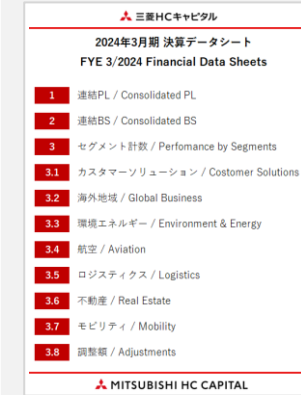 三菱HCキャピタル
2024年3月期 決算データシート
FYE 3/2024 Financial Data Sheets
1 連結PL / Consolidated PL
2 連結BS / Consolidated BS
3 セグメント計数 / Perfomance by Segments
3.1 カスタマーソリューション / Costomer Solutions
3.2 海外地域 / Global Business
3.3 環境エネルギー / Environment & Energy
3.4 航空 / Aviation
3.5 ロジスティクス / Logistics
3.6 不動産 / Real Estate
3.7 モビリティ / Mobility
3.8 調整額 / Adjustments
MITSUBISHI HC CAPITAL